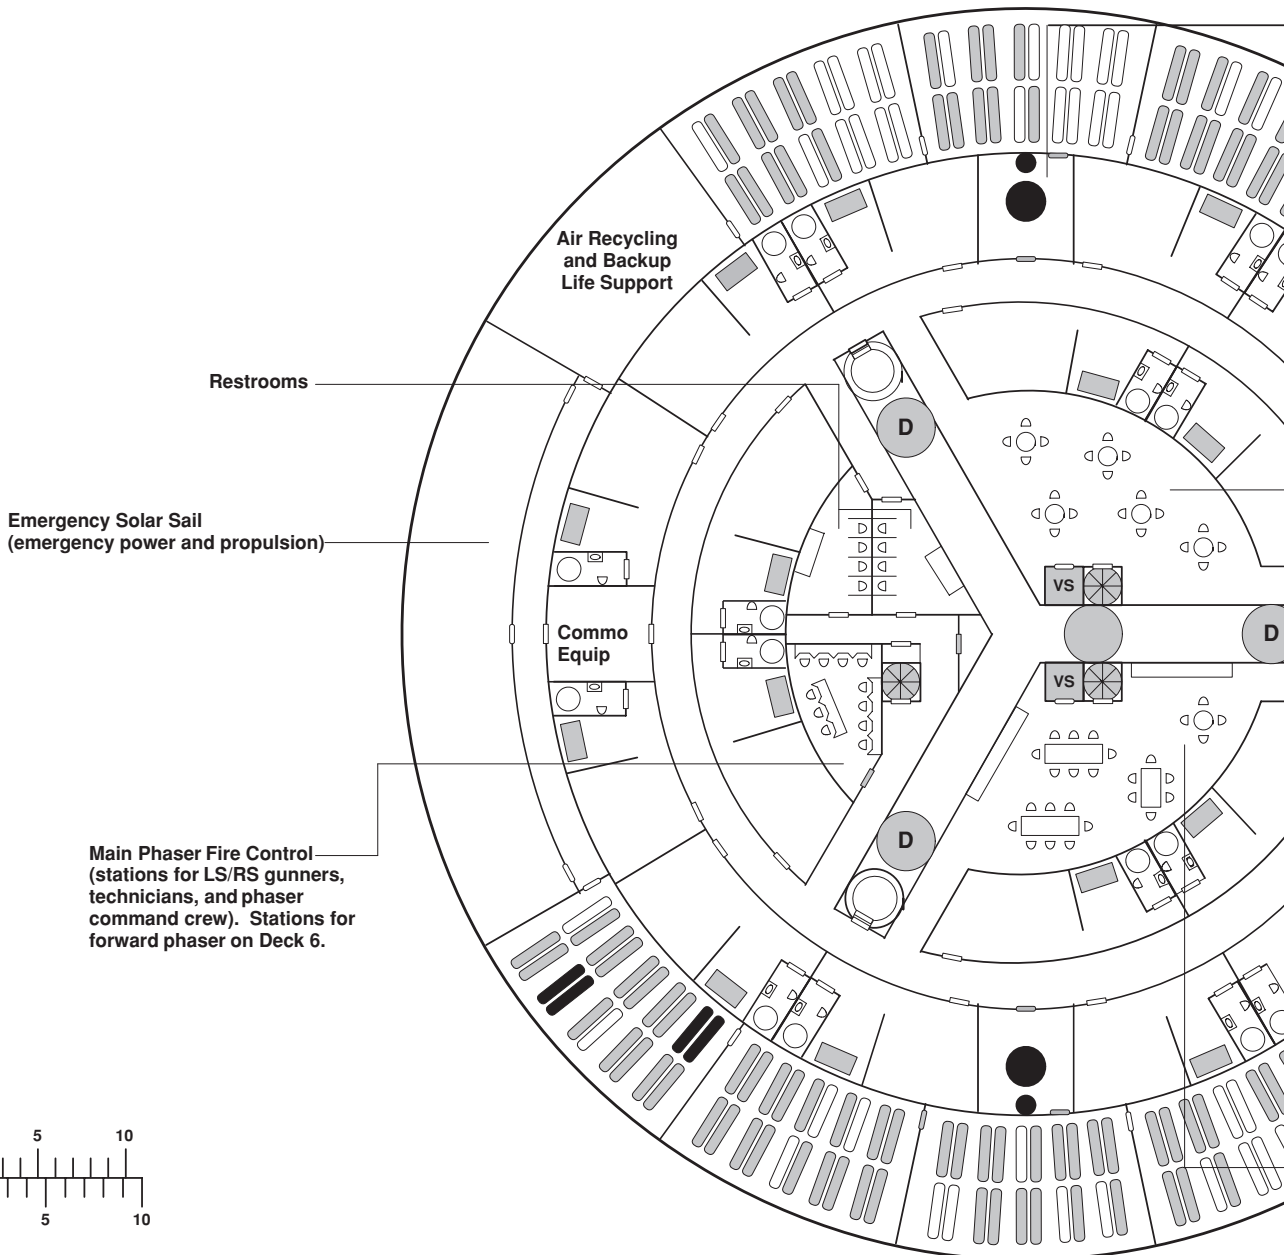 Air Recycling
and Backup
Life Support
Restrooms
D
Emergency Solar Sail
(emergency power and propulsion)
VS
Commo
Equip
D
VS
Main Phaser Fire Control
(stations for LS/RS gunners,
technicians, and phaser
command crew). Stations for
forward phaser on Deck 6.
D
5 10
5 10